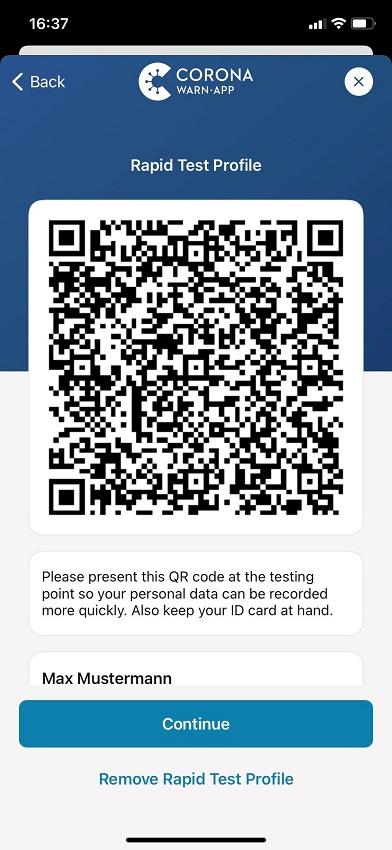 16:37
Back
CORONA
WARN-APP
Rapid Test Profile
Please present this QR code at the testing
point so your personal data can be recorded
more quickly. Also keep your ID card at hand.
Max Mustermann
Continue
Remove Rapid Test Profile